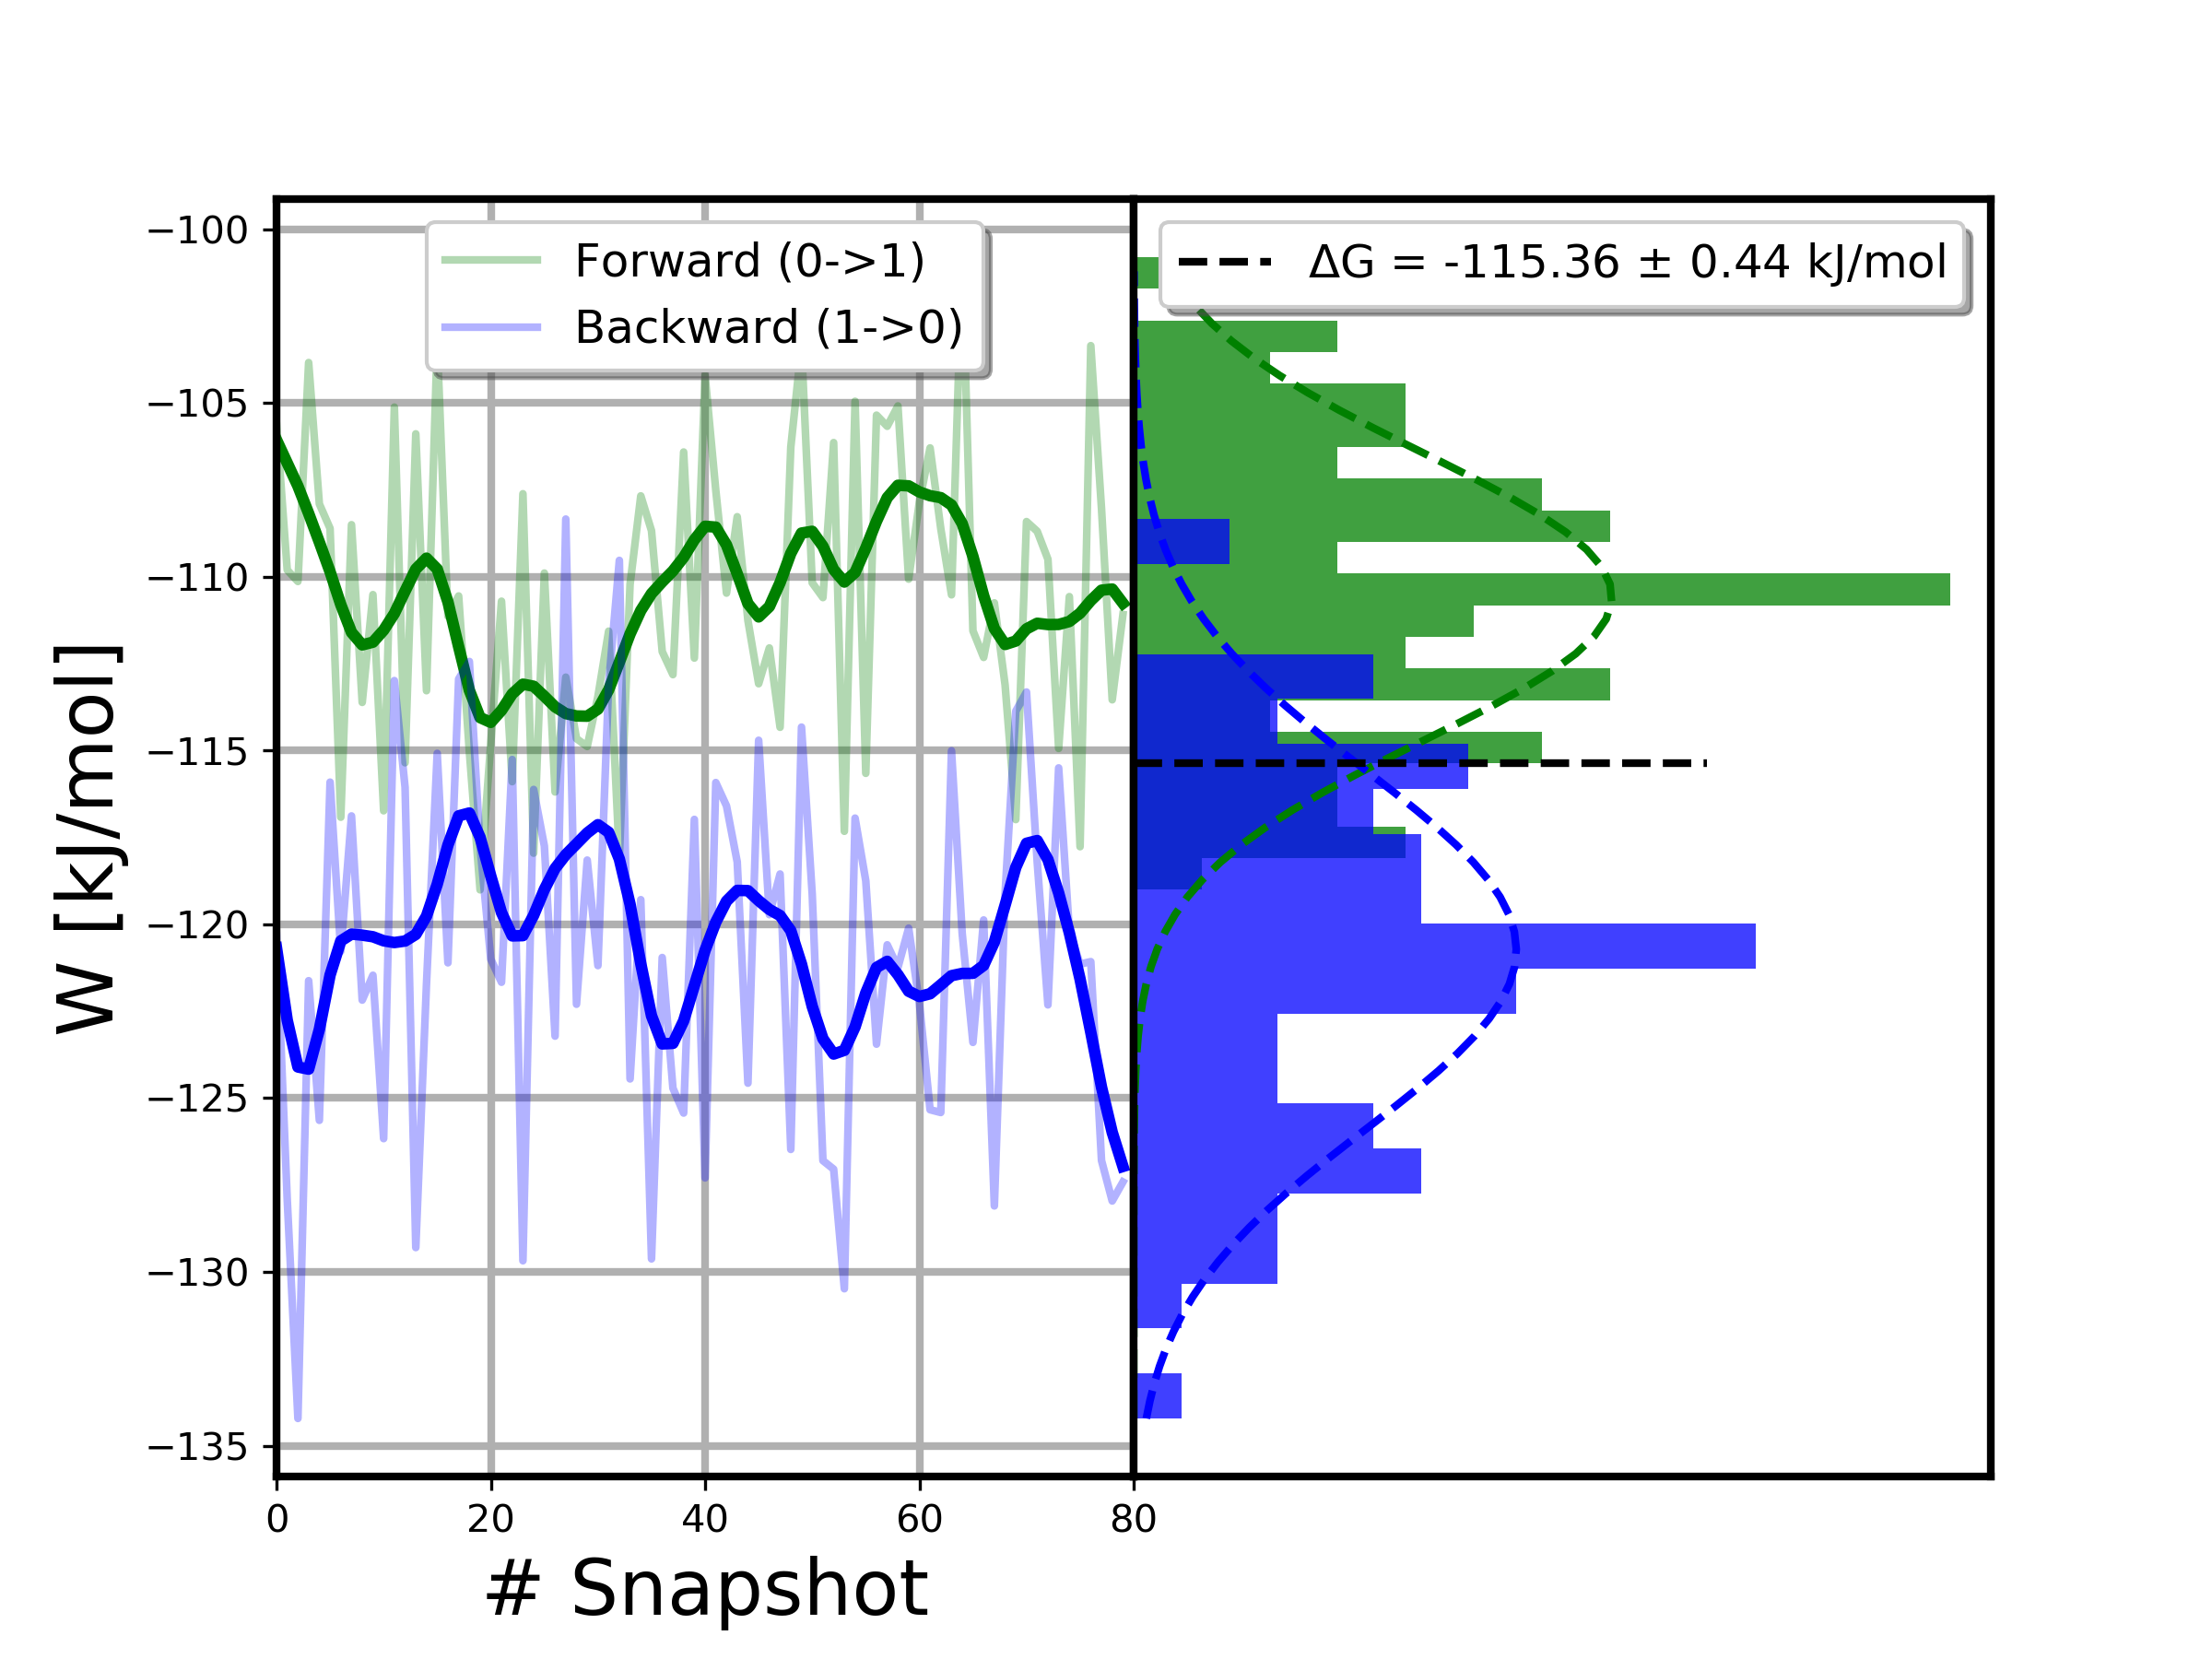 Forward (0->1)
Backward (1->0)
ΔG = -115.36 ± 0.44 kJ/mol
W [kJ/mol]
−100
−105
−110
−115
−120
−125
−130
−135
0 20 40 60 80
# Snapshot